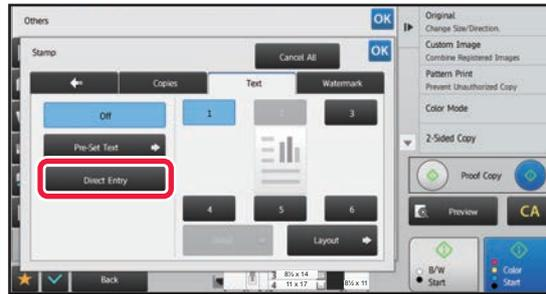 Others
OK
Stamp
Cancel All
OK
Copies
Text
Watermark
Off
1
3
Pre-Set Text
Direct Entry
4
5
6
Layout
Back
3 8½ x 14
4 11 x 17
8½ x 11
Original
Change Size/Direction.
Custom Image
Combine Registered Images
Pattern Print
Prevent Unauthorized Copy
Color Mode
2-Sided Copy
Proof Copy
Preview
CA
B/W
Start
Color
Start